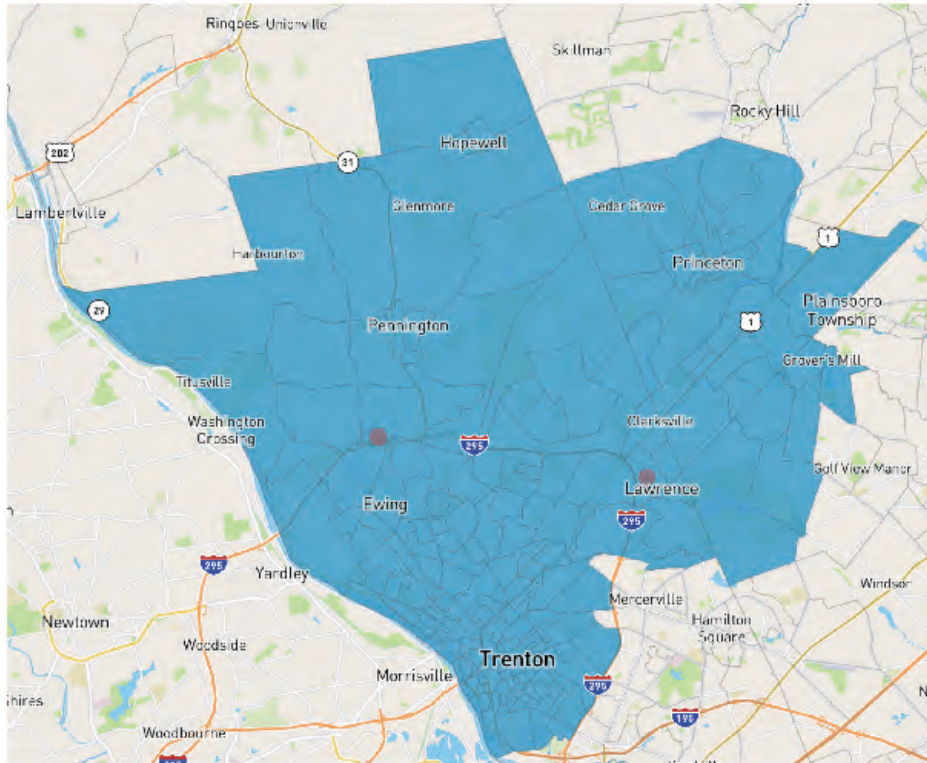 Ringoes
Unionville
Skillman
Rocky Hill
202
31
Hopewell
Lambertville
Glenmore
Cedar Grove
Harbourton
1
Princeton
29
Pennington
1
Plainsboro
Township
Grover's Mill
Titusville
Washington
Crossing
Clarksville
295
Golf View Manor
Lawrence
Ewing
295
295
Yardley
Windsor
Mercerville
Newtown
Hamilton
Square
Woodside
Trenton
Morrisville
295
195
Shires
N
Woodbourne